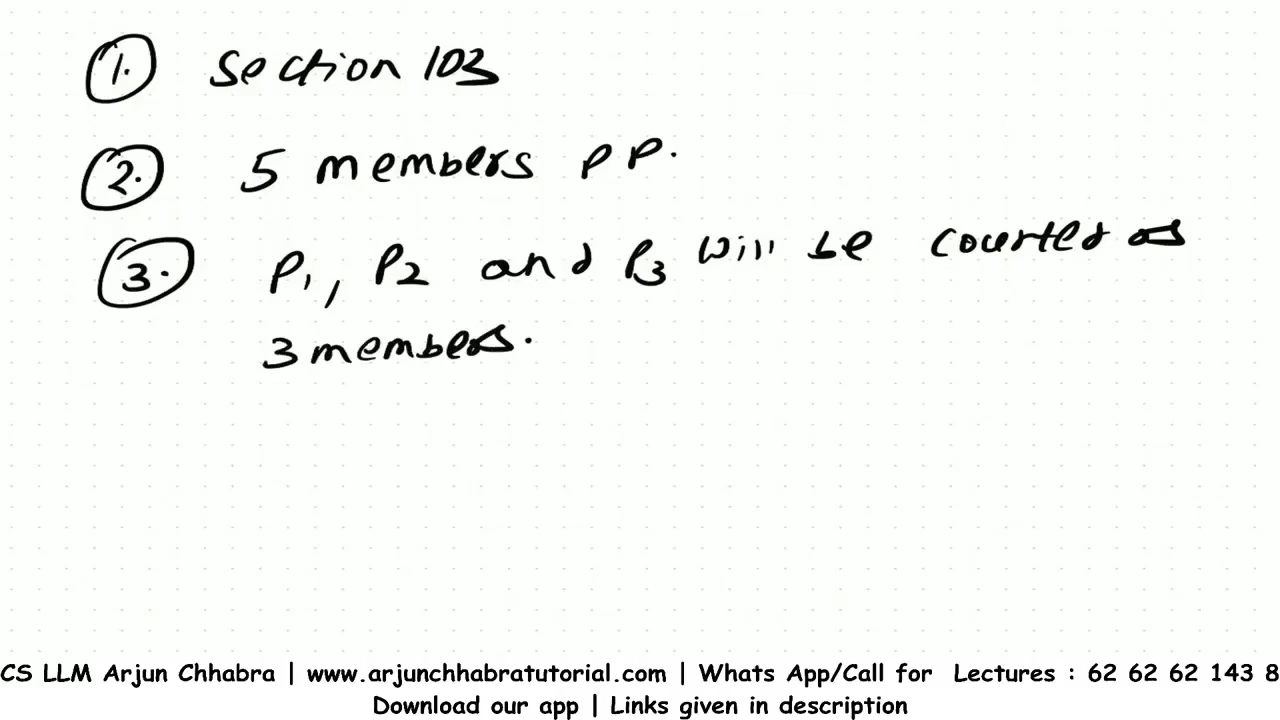 1. Section 103
2. 5 members PP.
3. P1, P2 and P3 will be counted as
3 members.
CS LLM Arjun Chhabra | www.arjunchhabratutorial.com | Whats App/Call for Lectures : 62 62 62 143 8
Download our app | Links given in description